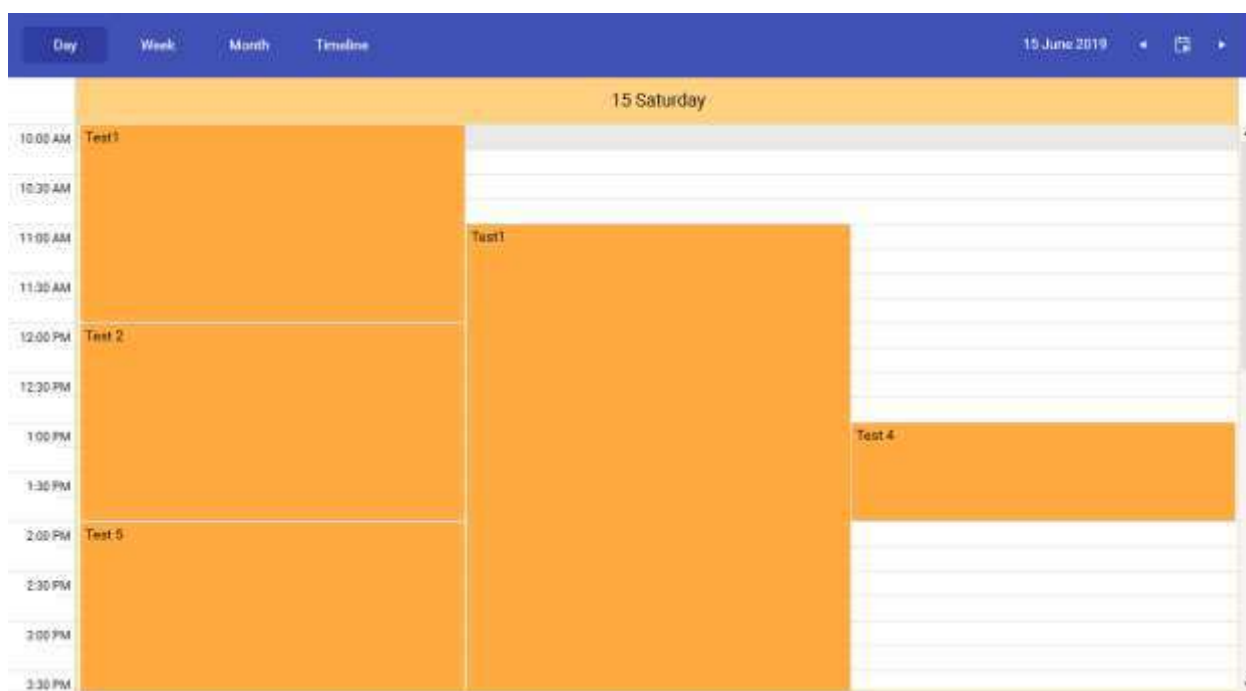 Day Week Month Timeline 15 June 2019
15 Saturday
10:00 AM Test1
10:30 AM
11:00 AM Test1
11:30 AM
12:00 PM Test 2
12:30 PM
1:00 PM Test 4
1:30 PM
2:00 PM Test 5
2:30 PM
3:00 PM
3:30 PM